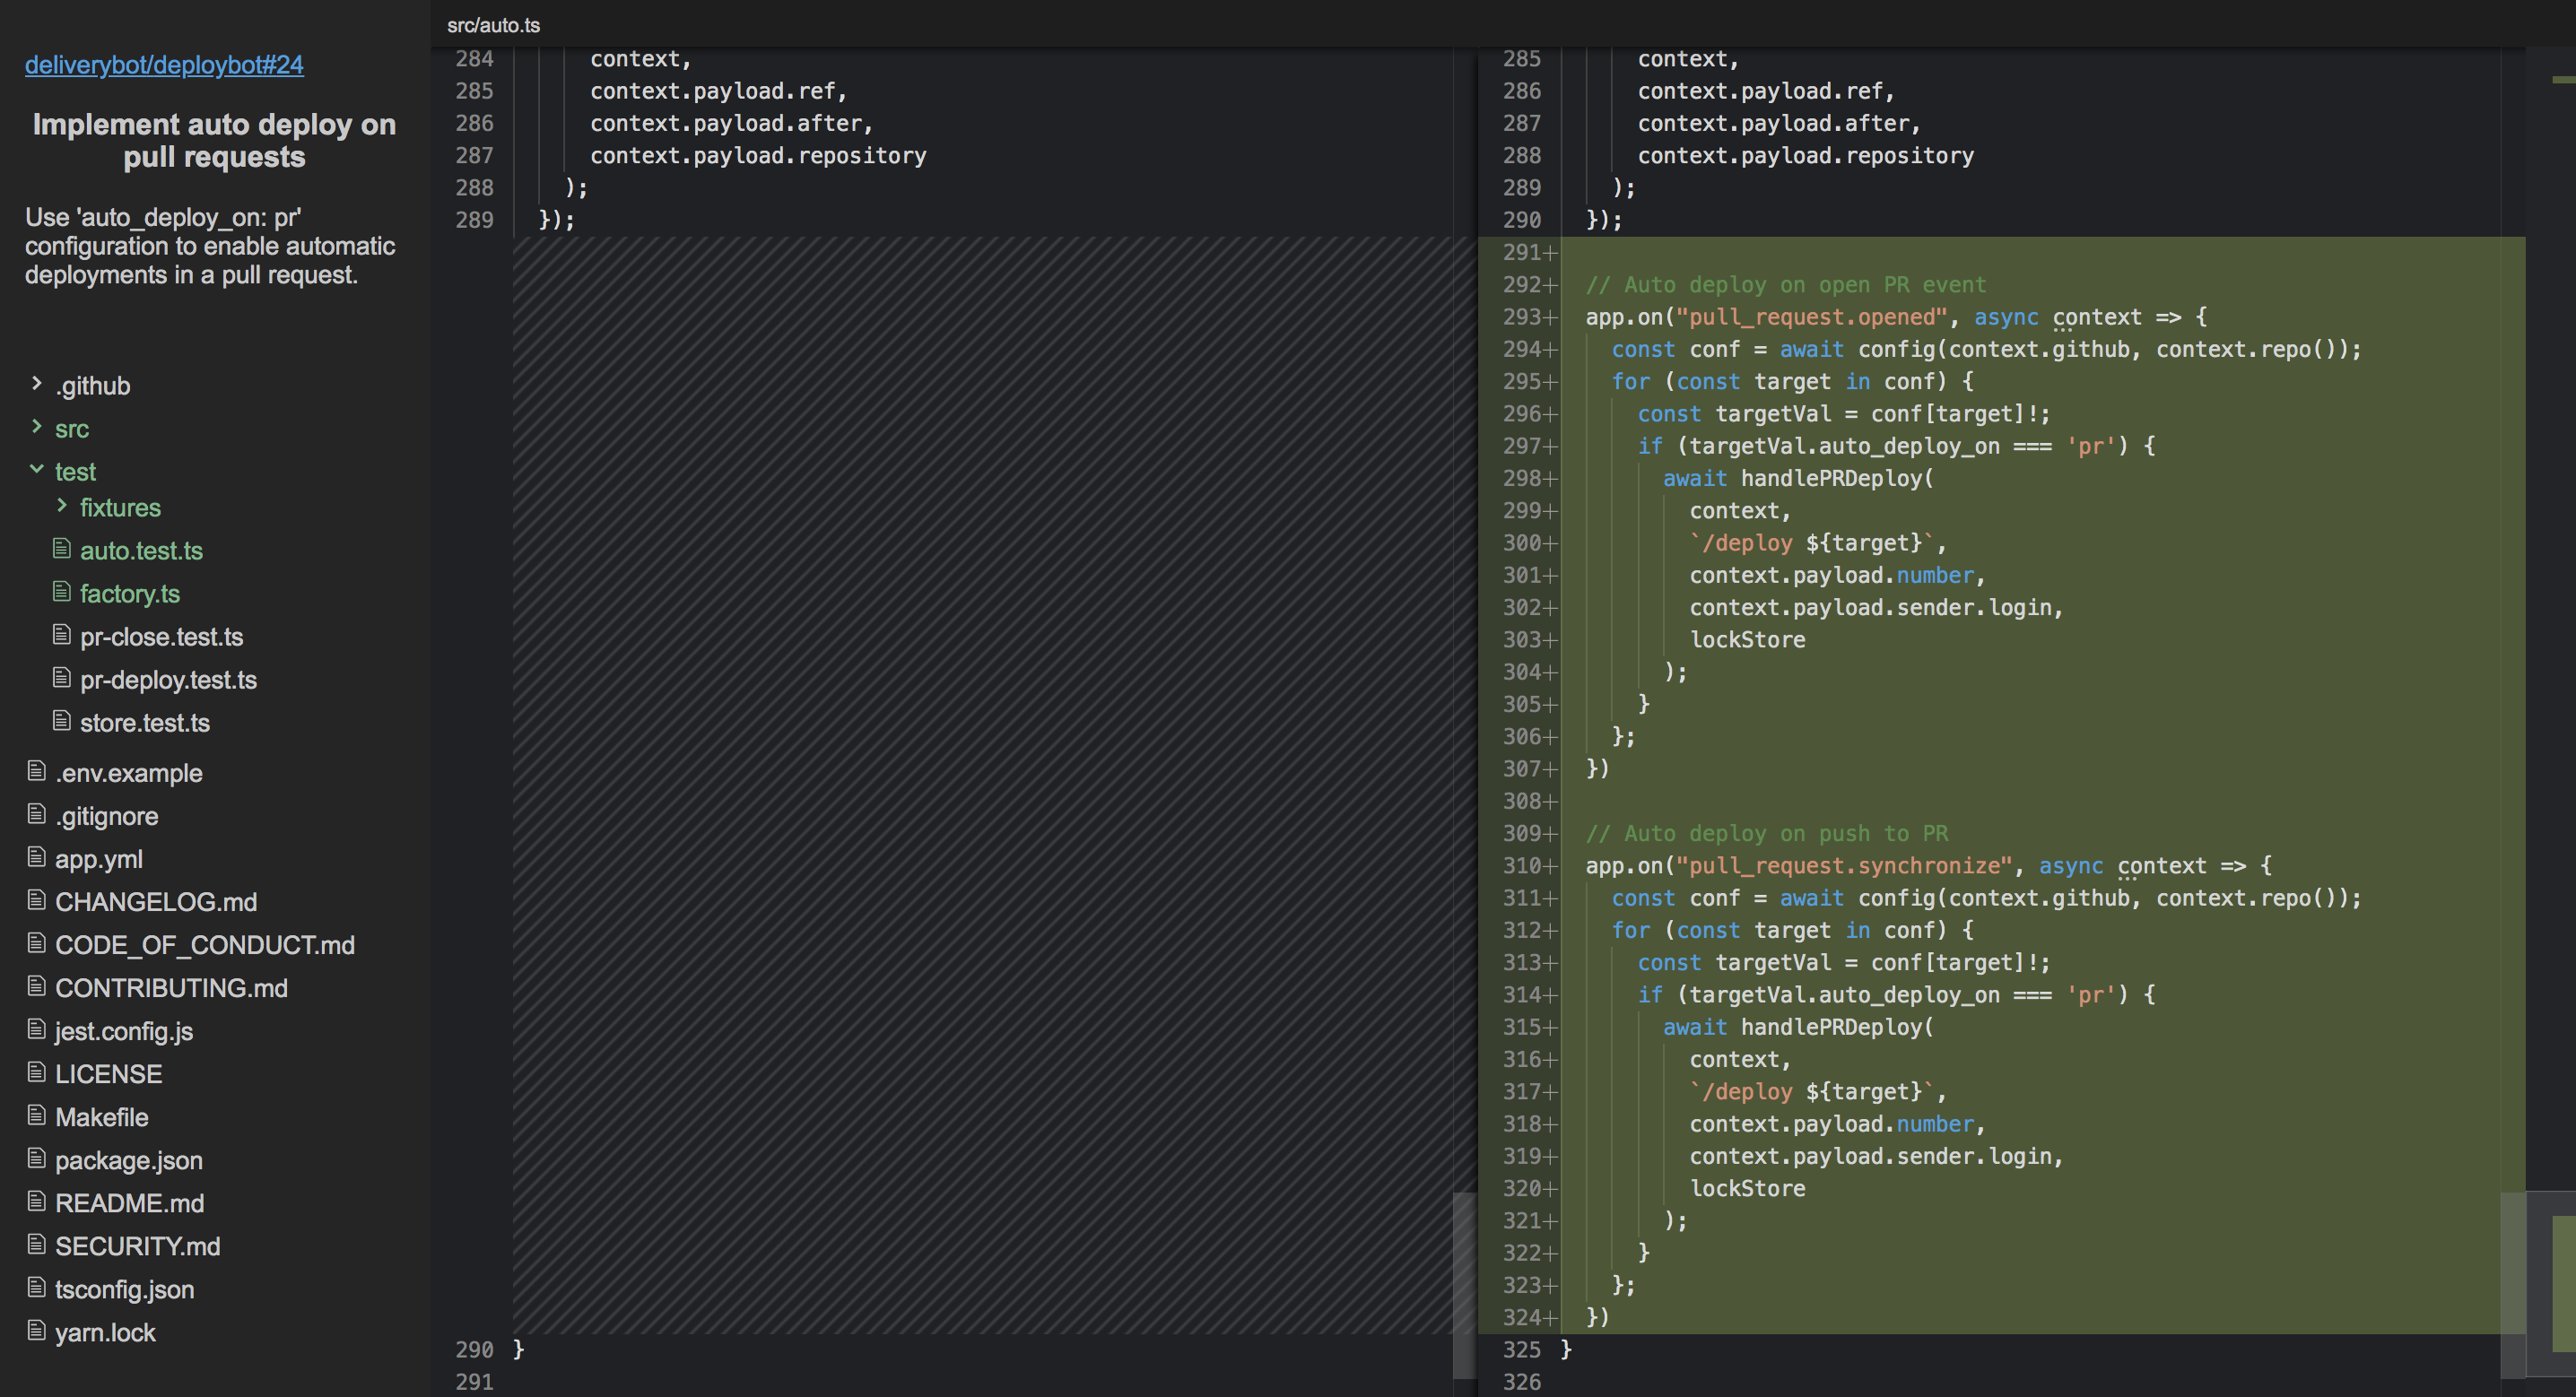 deliverybot/deploybot#24
Implement auto deploy on
pull requests
Use 'auto_deploy_on: pr'
configuration to enable automatic
deployments in a pull request.
.github
src
test
fixtures
auto.test.ts
factory.ts
pr-close.test.ts
pr-deploy.test.ts
store.test.ts
.env.example
.gitignore
app.yml
CHANGELOG.md
CODE_OF_CONDUCT.md
CONTRIBUTING.md
jest.config.js
LICENSE
Makefile
package.json
README.md
SECURITY.md
tsconfig.json
yarn.lock
src/auto.ts
284 context,
285 context.payload.ref,
286 context.payload.after,
287 context.payload.repository
288 );
289 });
290 }
291
285 context,
286 context.payload.ref,
287 context.payload.after,
288 context.payload.repository
289 );
290 });
291+
292+ // Auto deploy on open PR event
293+ app.on("pull_request.opened", async context => {
294+ const conf = await config(context.github, context.repo());
295+ for (const target in conf) {
296+ const targetVal = conf[target]!;
297+ if (targetVal.auto_deploy_on === 'pr') {
298+ await handlePRDeploy(
299+ context,
300+ `/deploy ${target}`,
301+ context.payload.number,
302+ context.payload.sender.login,
303+ lockStore
304+ );
305+ }
306+ };
307+ })
308+
309+ // Auto deploy on push to PR
310+ app.on("pull_request.synchronize", async context => {
311+ const conf = await config(context.github, context.repo());
312+ for (const target in conf) {
313+ const targetVal = conf[target]!;
314+ if (targetVal.auto_deploy_on === 'pr') {
315+ await handlePRDeploy(
316+ context,
317+ `/deploy ${target}`,
318+ context.payload.number,
319+ context.payload.sender.login,
320+ lockStore
321+ );
322+ }
323+ };
324+ })
325 }
326